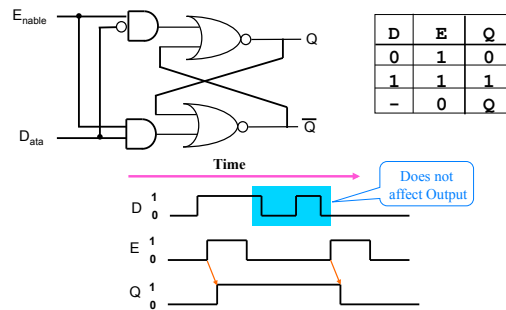 Enable
Q
Data
Q̅
D E Q
0 1 0
1 1 1
- 0 Q
Time
Does not
affect Output
D 1
0
E 1
0
Q 1
0